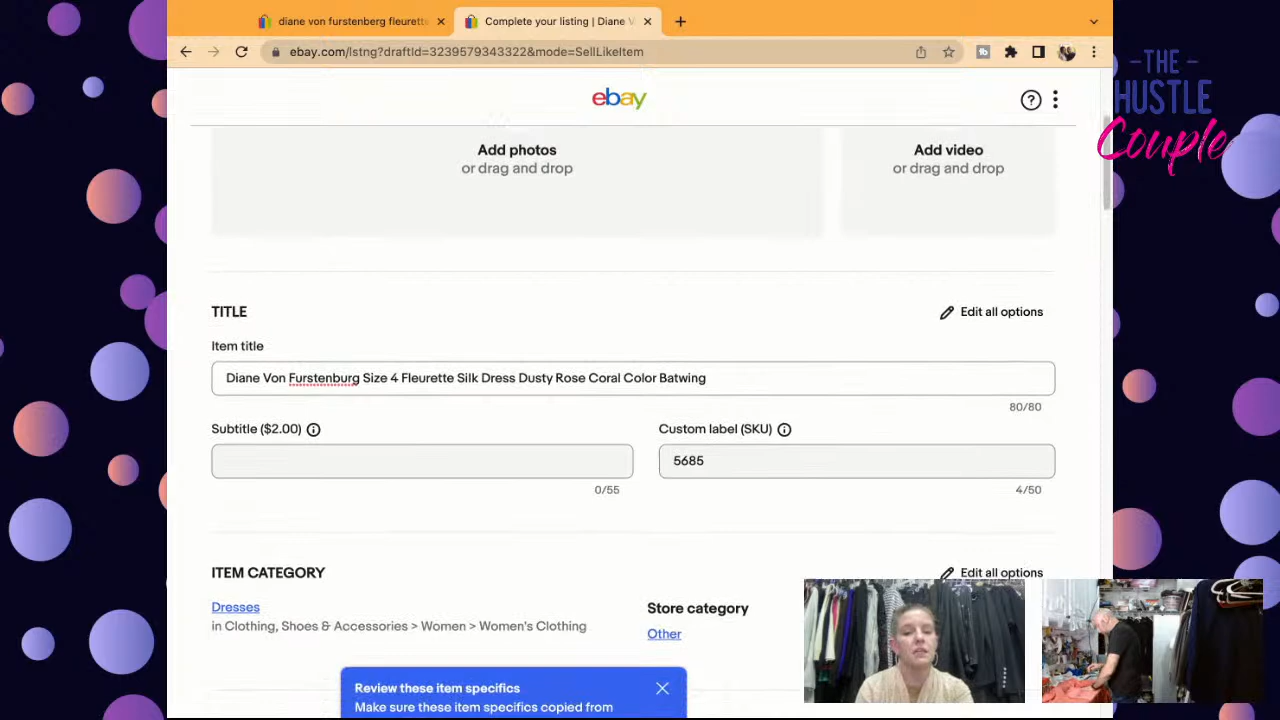 diane von furstenberg fleurette
Complete your listing | Diane V
ebay.com/lstng?draftId=3239579343322&mode=SellLikeItem
-THE-
HUSTLE
Couple
ebay
Add photos
or drag and drop
Add video
or drag and drop
TITLE
Edit all options
Item title
Diane Von Furstenburg Size 4 Fleurette Silk Dress Dusty Rose Coral Color Batwing
80/80
Subtitle ($2.00)
Custom label (SKU)
5685
0/55
4/50
ITEM CATEGORY
Edit all options
Dresses
in Clothing, Shoes & Accessories > Women > Women's Clothing
Store category
Other
Review these item specifics
Make sure these item specifics copied from